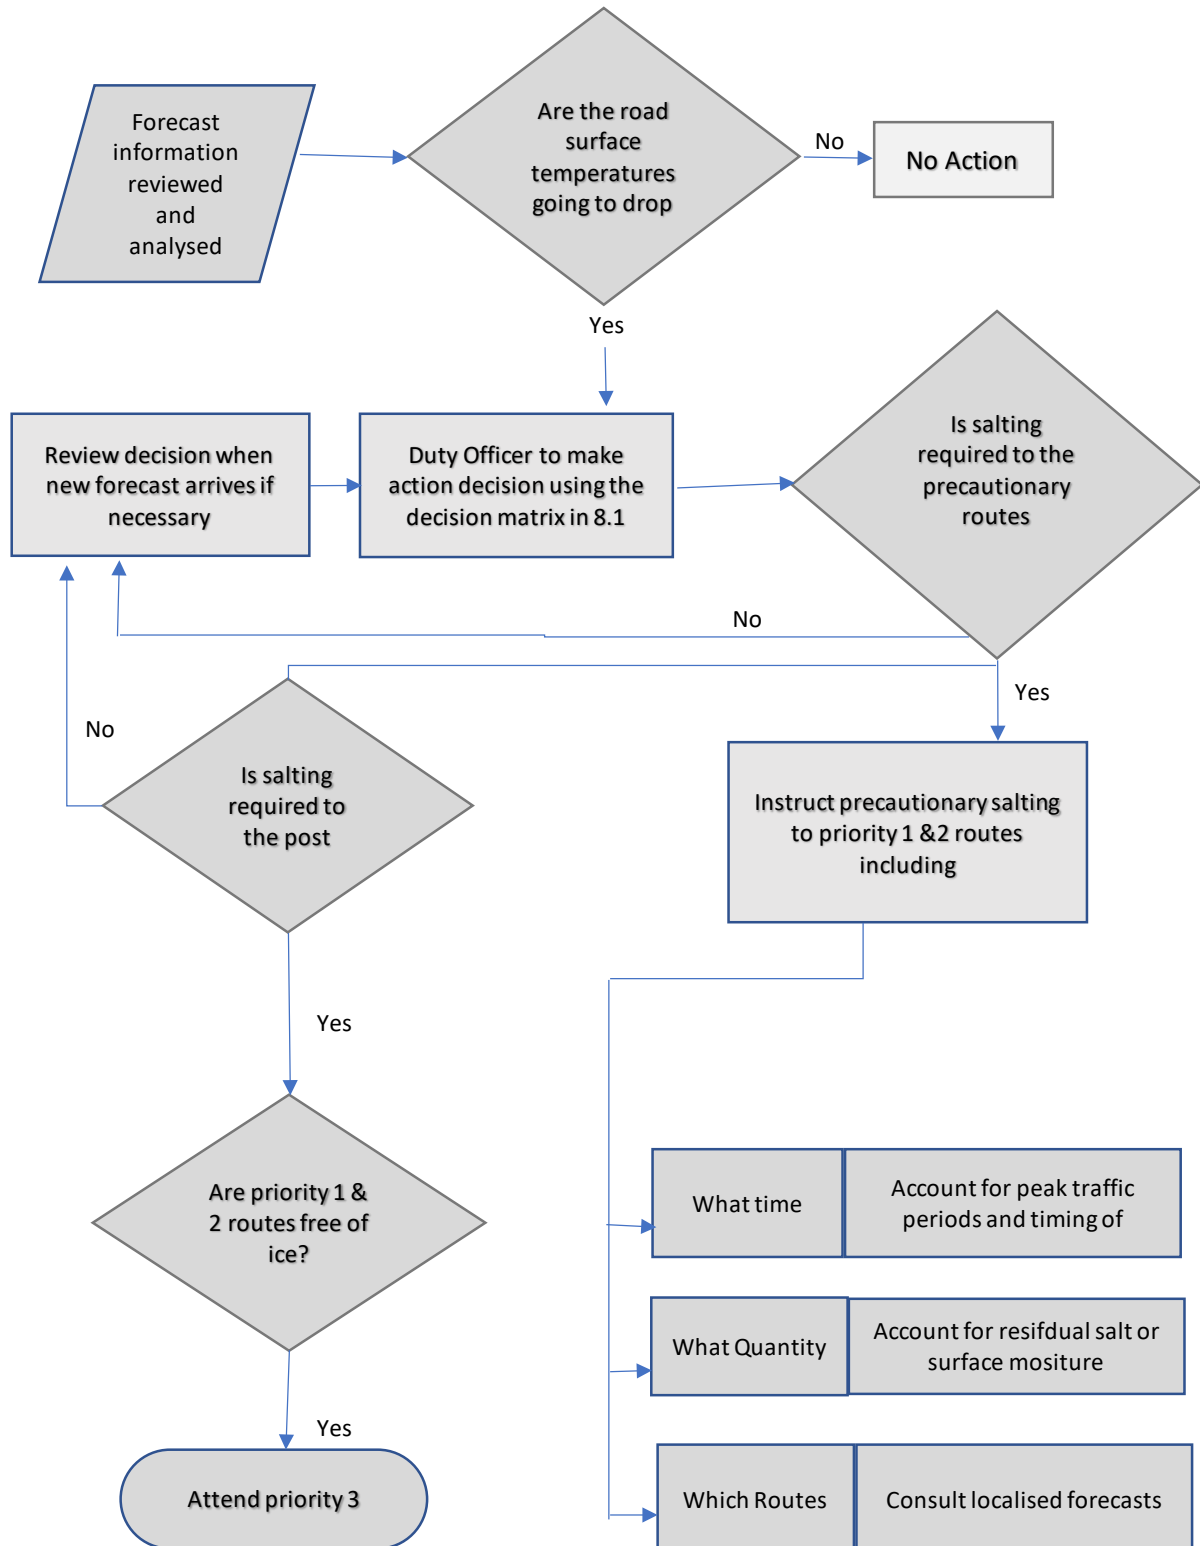 Forecast
information
reviewed
and
analysed
Are the road
surface
temperatures
going to drop
No
No Action
Yes
Review decision when
new forecast arrives if
necessary
Duty Officer to make
action decision using the
decision matrix in 8.1
Is salting
required to the
precautionary
routes
No
Yes
No
Is salting
required to
the post
Instruct precautionary salting
to priority 1 &2 routes
including
Yes
Are priority 1 &
2 routes free of
ice?
What time
Account for peak traffic
periods and timing of
What Quantity
Account for resifdual salt or
surface mositure
Yes
Attend priority 3
Which Routes
Consult localised forecasts